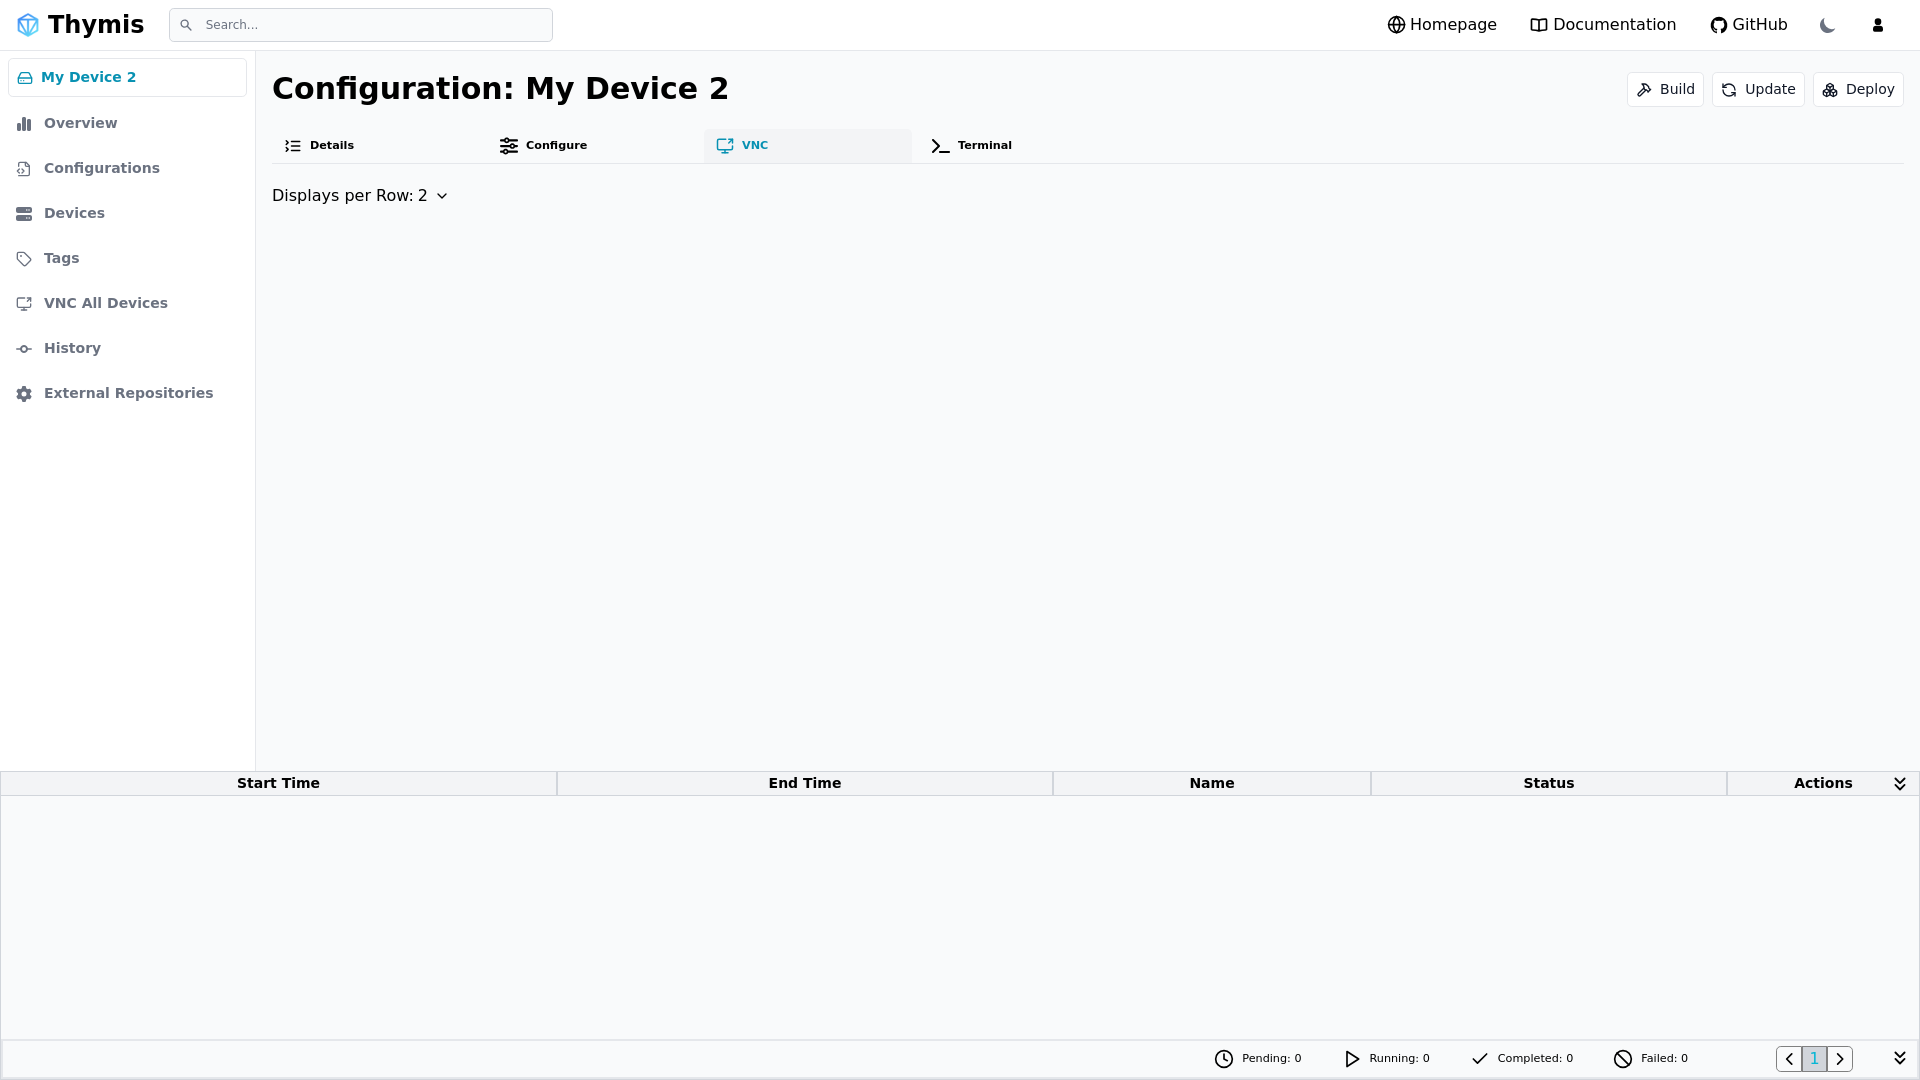 Thymis
Search...
Homepage
Documentation
GitHub
My Device 2
Overview
Configurations
Devices
Tags
VNC All Devices
History
External Repositories
Configuration: My Device 2
Build
Update
Deploy
Details
Configure
VNC
Terminal
Displays per Row: 2
Start Time
End Time
Name
Status
Actions
Pending: 0
Running: 0
Completed: 0
Failed: 0
1